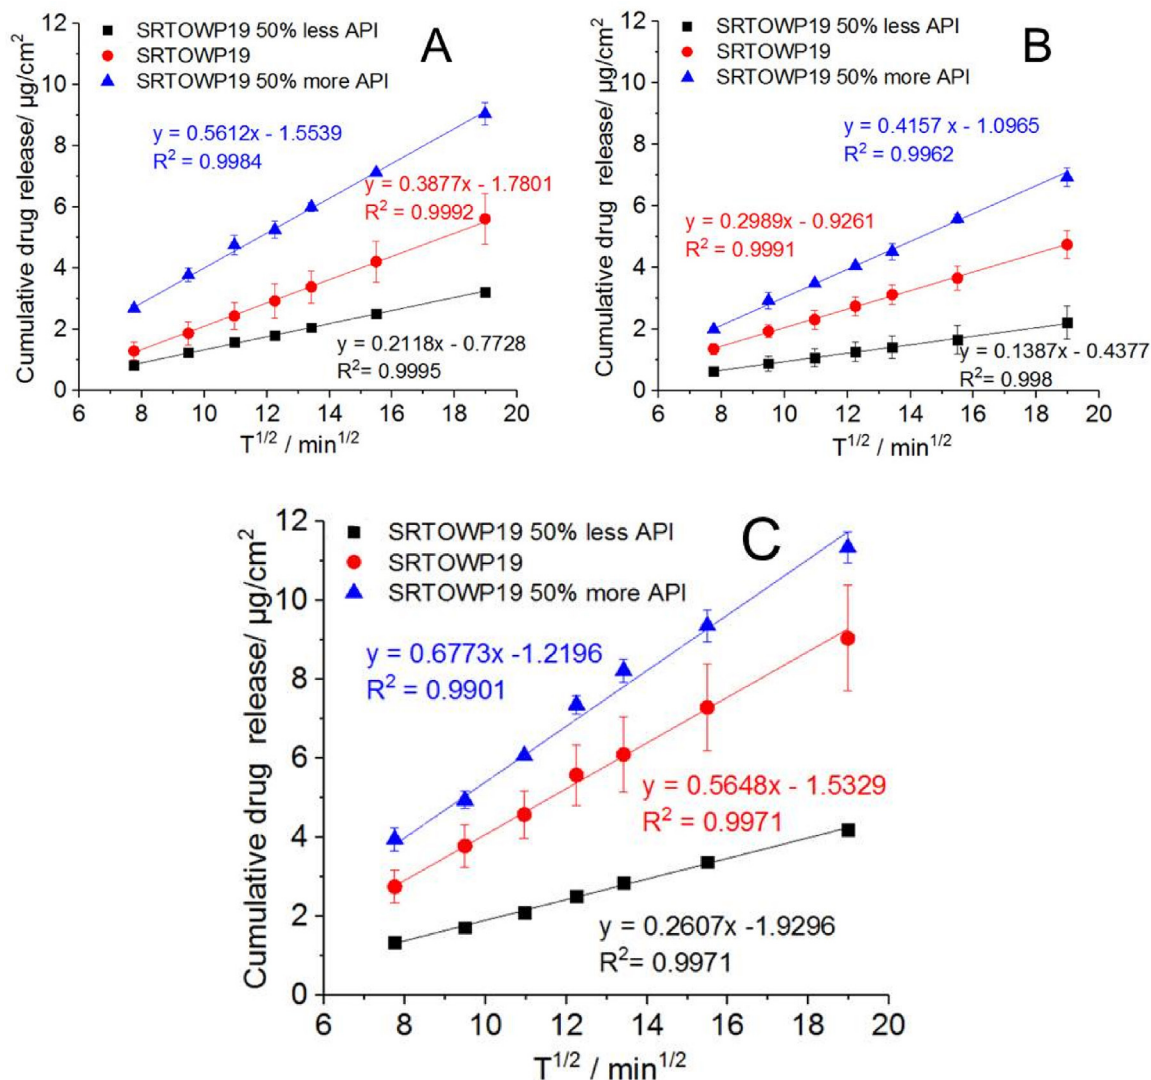 SRTOWP19 50% less API
SRTOWP19
SRTOWP19 50% more API
A
y = 0.5612x - 1.5539
R² = 0.9984
y = 0.3877x - 1.7801
R² = 0.9992
y = 0.2118x - 0.7728
R²= 0.9995
Cumulative drug release/ µg/cm²
12
10
8
6
4
2
0
6 8 10 12 14 16 18 20
T^1/2 / min^1/2
SRTOWP19 50% less API
SRTOWP19
SRTOWP19 50% more API
B
y = 0.4157 x - 1.0965
R² = 0.9962
y = 0.2989x - 0.9261
R² = 0.9991
y = 0.1387x - 0.4377
R² = 0.998
Cumulative drug release/ µg/cm²
12
10
8
6
4
2
0
6 8 10 12 14 16 18 20
T^1/2 / min^1/2
SRTOWP19 50% less API
SRTOWP19
SRTOWP19 50% more API
C
y = 0.6773x -1.2196
R² = 0.9901
y = 0.5648x - 1.5329
R² = 0.9971
y = 0.2607x -1.9296
R²= 0.9971
Cumulative drug release/ µg/cm²
12
10
8
6
4
2
0
6 8 10 12 14 16 18 20
T^1/2 / min^1/2